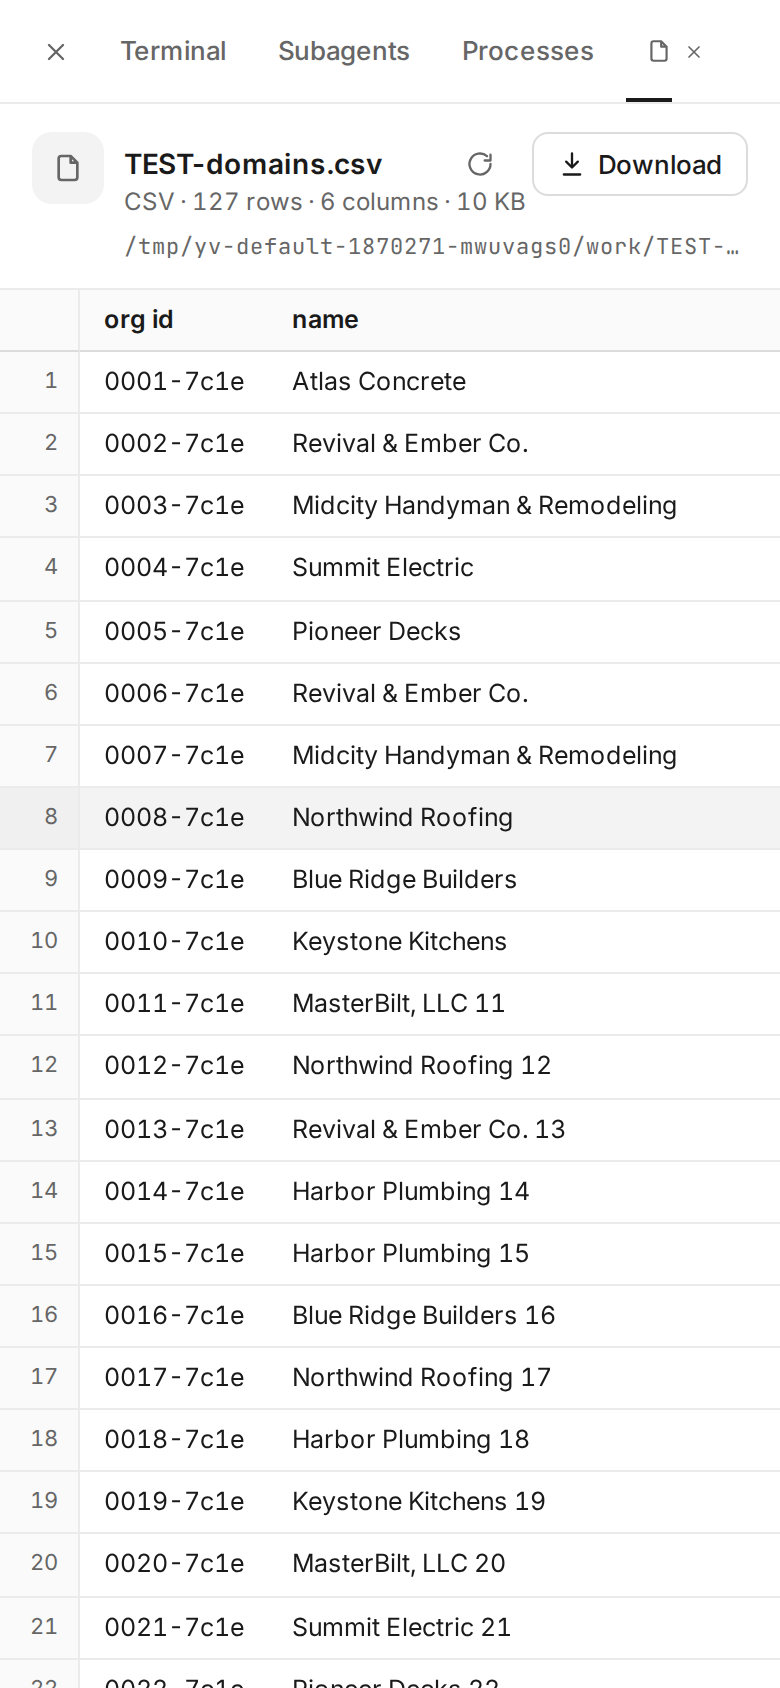 Terminal Subagents Processes
TEST-domains.csv
Download
CSV · 127 rows · 6 columns · 10 KB
/tmp/yv-default-1870271-mwuvags0/work/TEST-…
org id name
1 0001-7c1e Atlas Concrete
2 0002-7c1e Revival & Ember Co.
3 0003-7c1e Midcity Handyman & Remodeling
4 0004-7c1e Summit Electric
5 0005-7c1e Pioneer Decks
6 0006-7c1e Revival & Ember Co.
7 0007-7c1e Midcity Handyman & Remodeling
8 0008-7c1e Northwind Roofing
9 0009-7c1e Blue Ridge Builders
10 0010-7c1e Keystone Kitchens
11 0011-7c1e MasterBilt, LLC 11
12 0012-7c1e Northwind Roofing 12
13 0013-7c1e Revival & Ember Co. 13
14 0014-7c1e Harbor Plumbing 14
15 0015-7c1e Harbor Plumbing 15
16 0016-7c1e Blue Ridge Builders 16
17 0017-7c1e Northwind Roofing 17
18 0018-7c1e Harbor Plumbing 18
19 0019-7c1e Keystone Kitchens 19
20 0020-7c1e MasterBilt, LLC 20
21 0021-7c1e Summit Electric 21
22 0022-7c1e Pioneer Decks 22